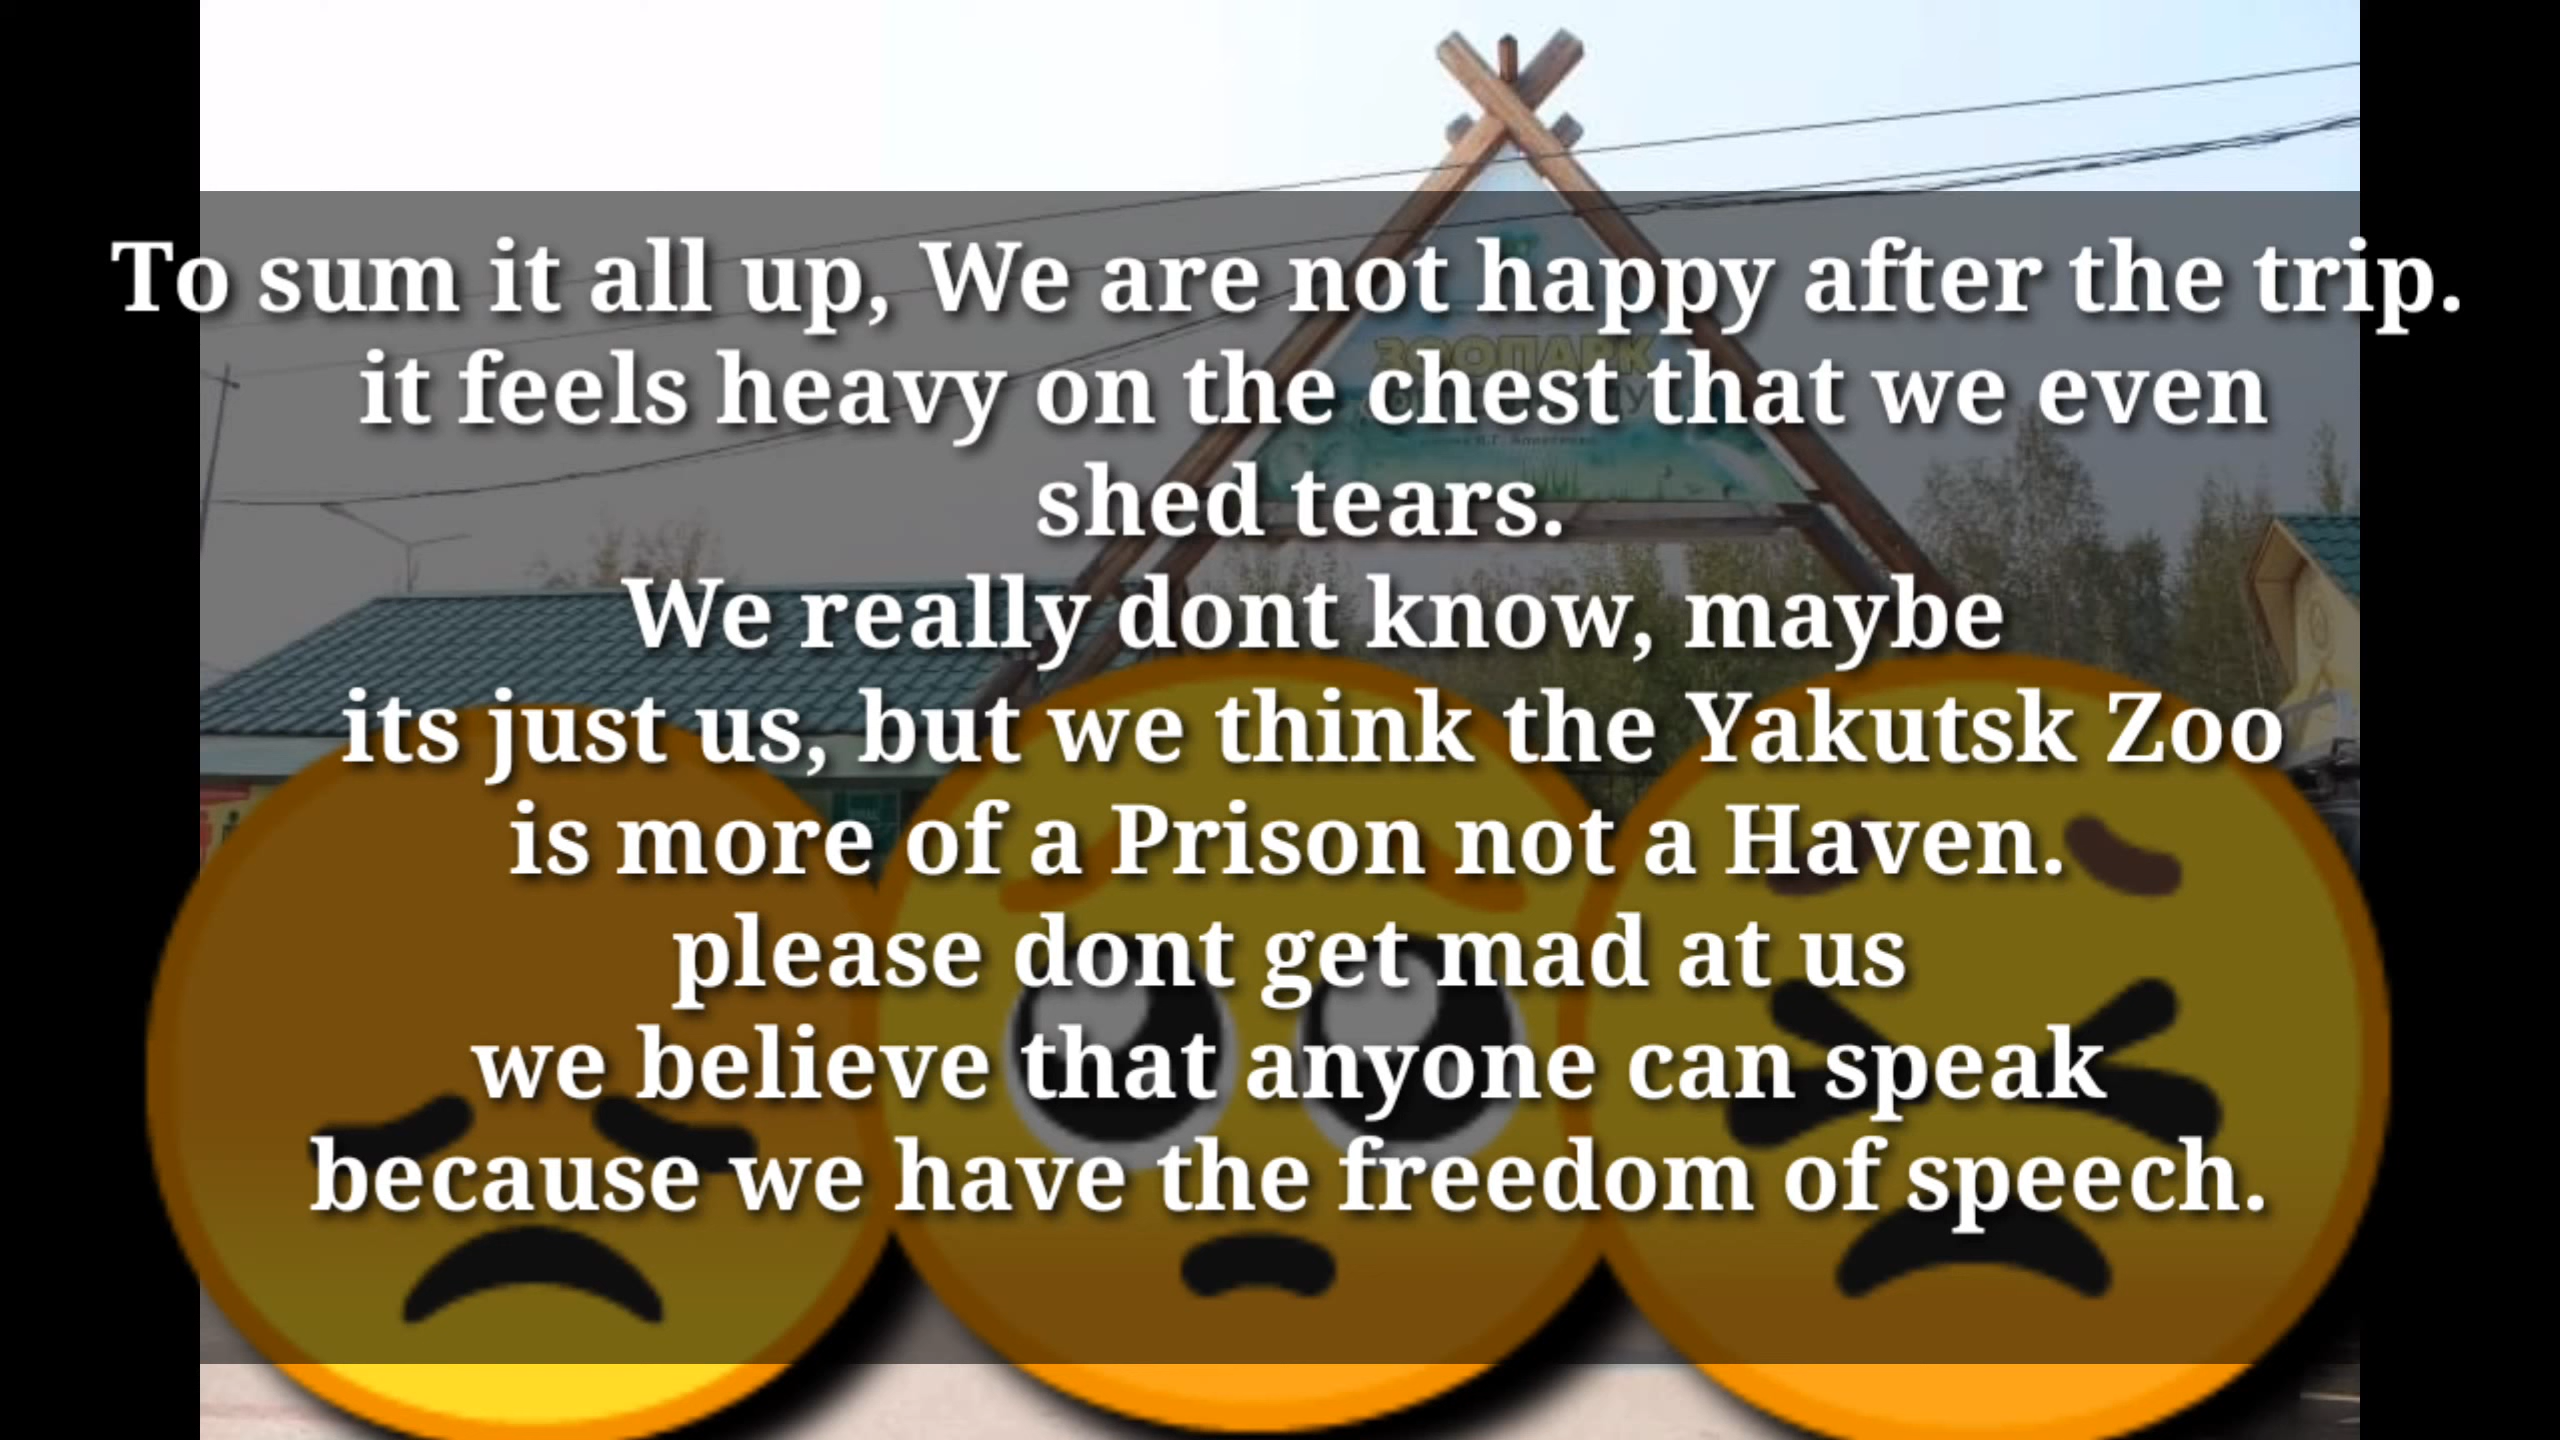 To sum it all up, We are not happy after the trip.
it feels heavy on the chest that we even
shed tears.
We really dont know, maybe
its just us, but we think the Yakutsk Zoo
is more of a Prison not a Haven.
please dont get mad at us
we believe that anyone can speak
because we have the freedom of speech.
ЗООПАРК